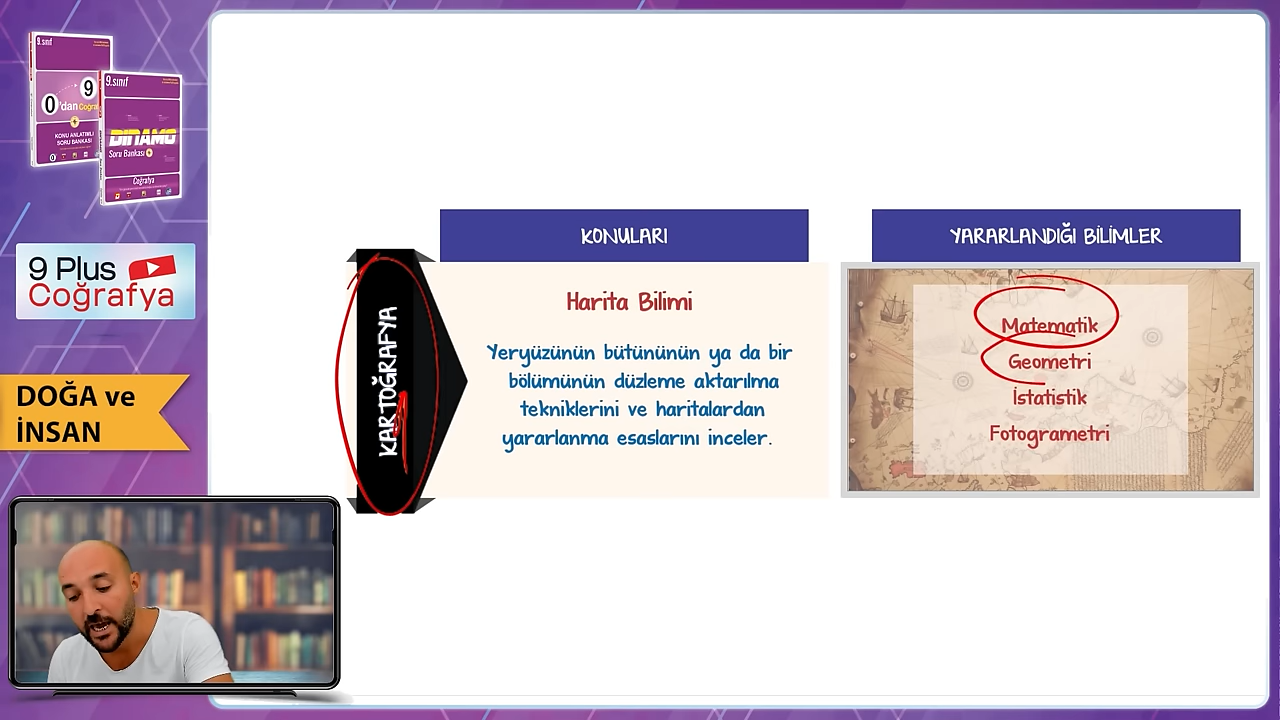 9.sınıf
0'dan 9
Coğrafya
KONU ANLATIMLI
SORU BANKASI
9.sınıf
DİNAMO
Soru Bankası
Coğrafya
9 Plus
Coğrafya
DOĞA ve
İNSAN
KONULARI
YARARLANDIĞI BİLİMLER
KARTOĞRAFYA
Harita Bilimi
Yeryüzünün bütününün ya da bir
bölümünün düzleme aktarılma
tekniklerini ve haritalardan
yararlanma esaslarını inceler.
Matematik
Geometri
İstatistik
Fotogrametri